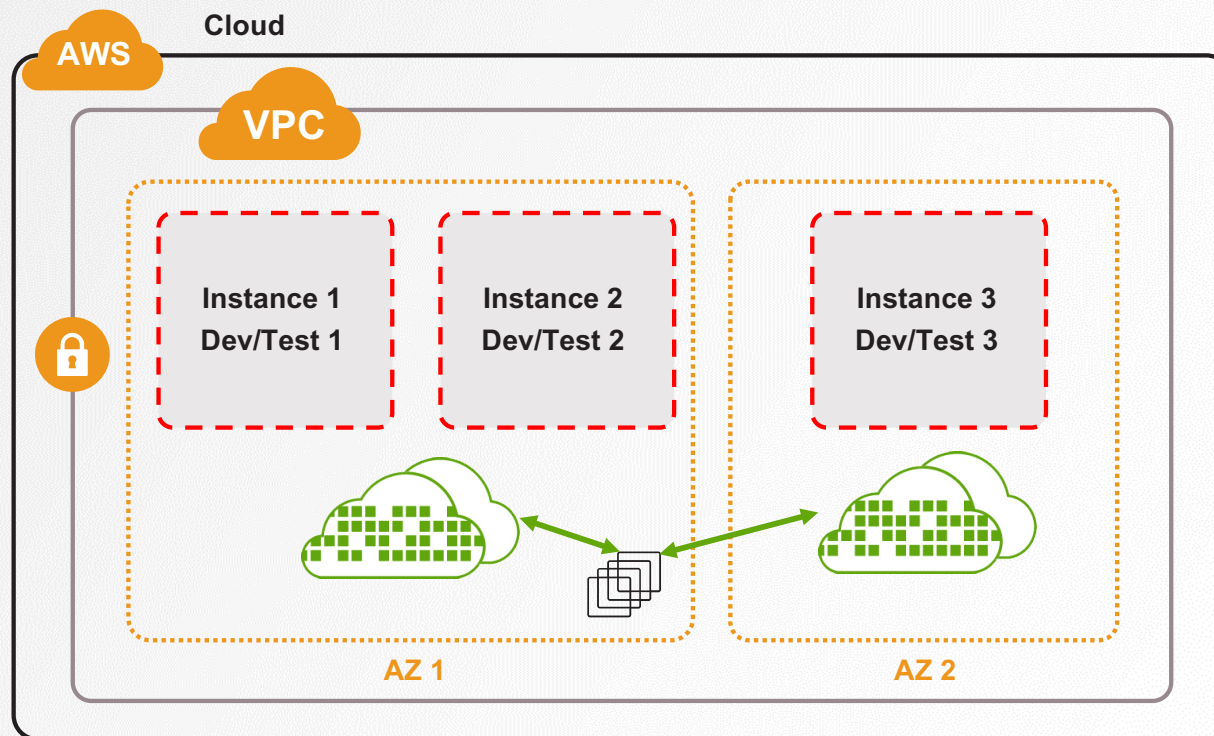 Cloud
AWS
VPC
Instance 1
Dev/Test 1
Instance 2
Dev/Test 2
Instance 3
Dev/Test 3
AZ 1
AZ 2